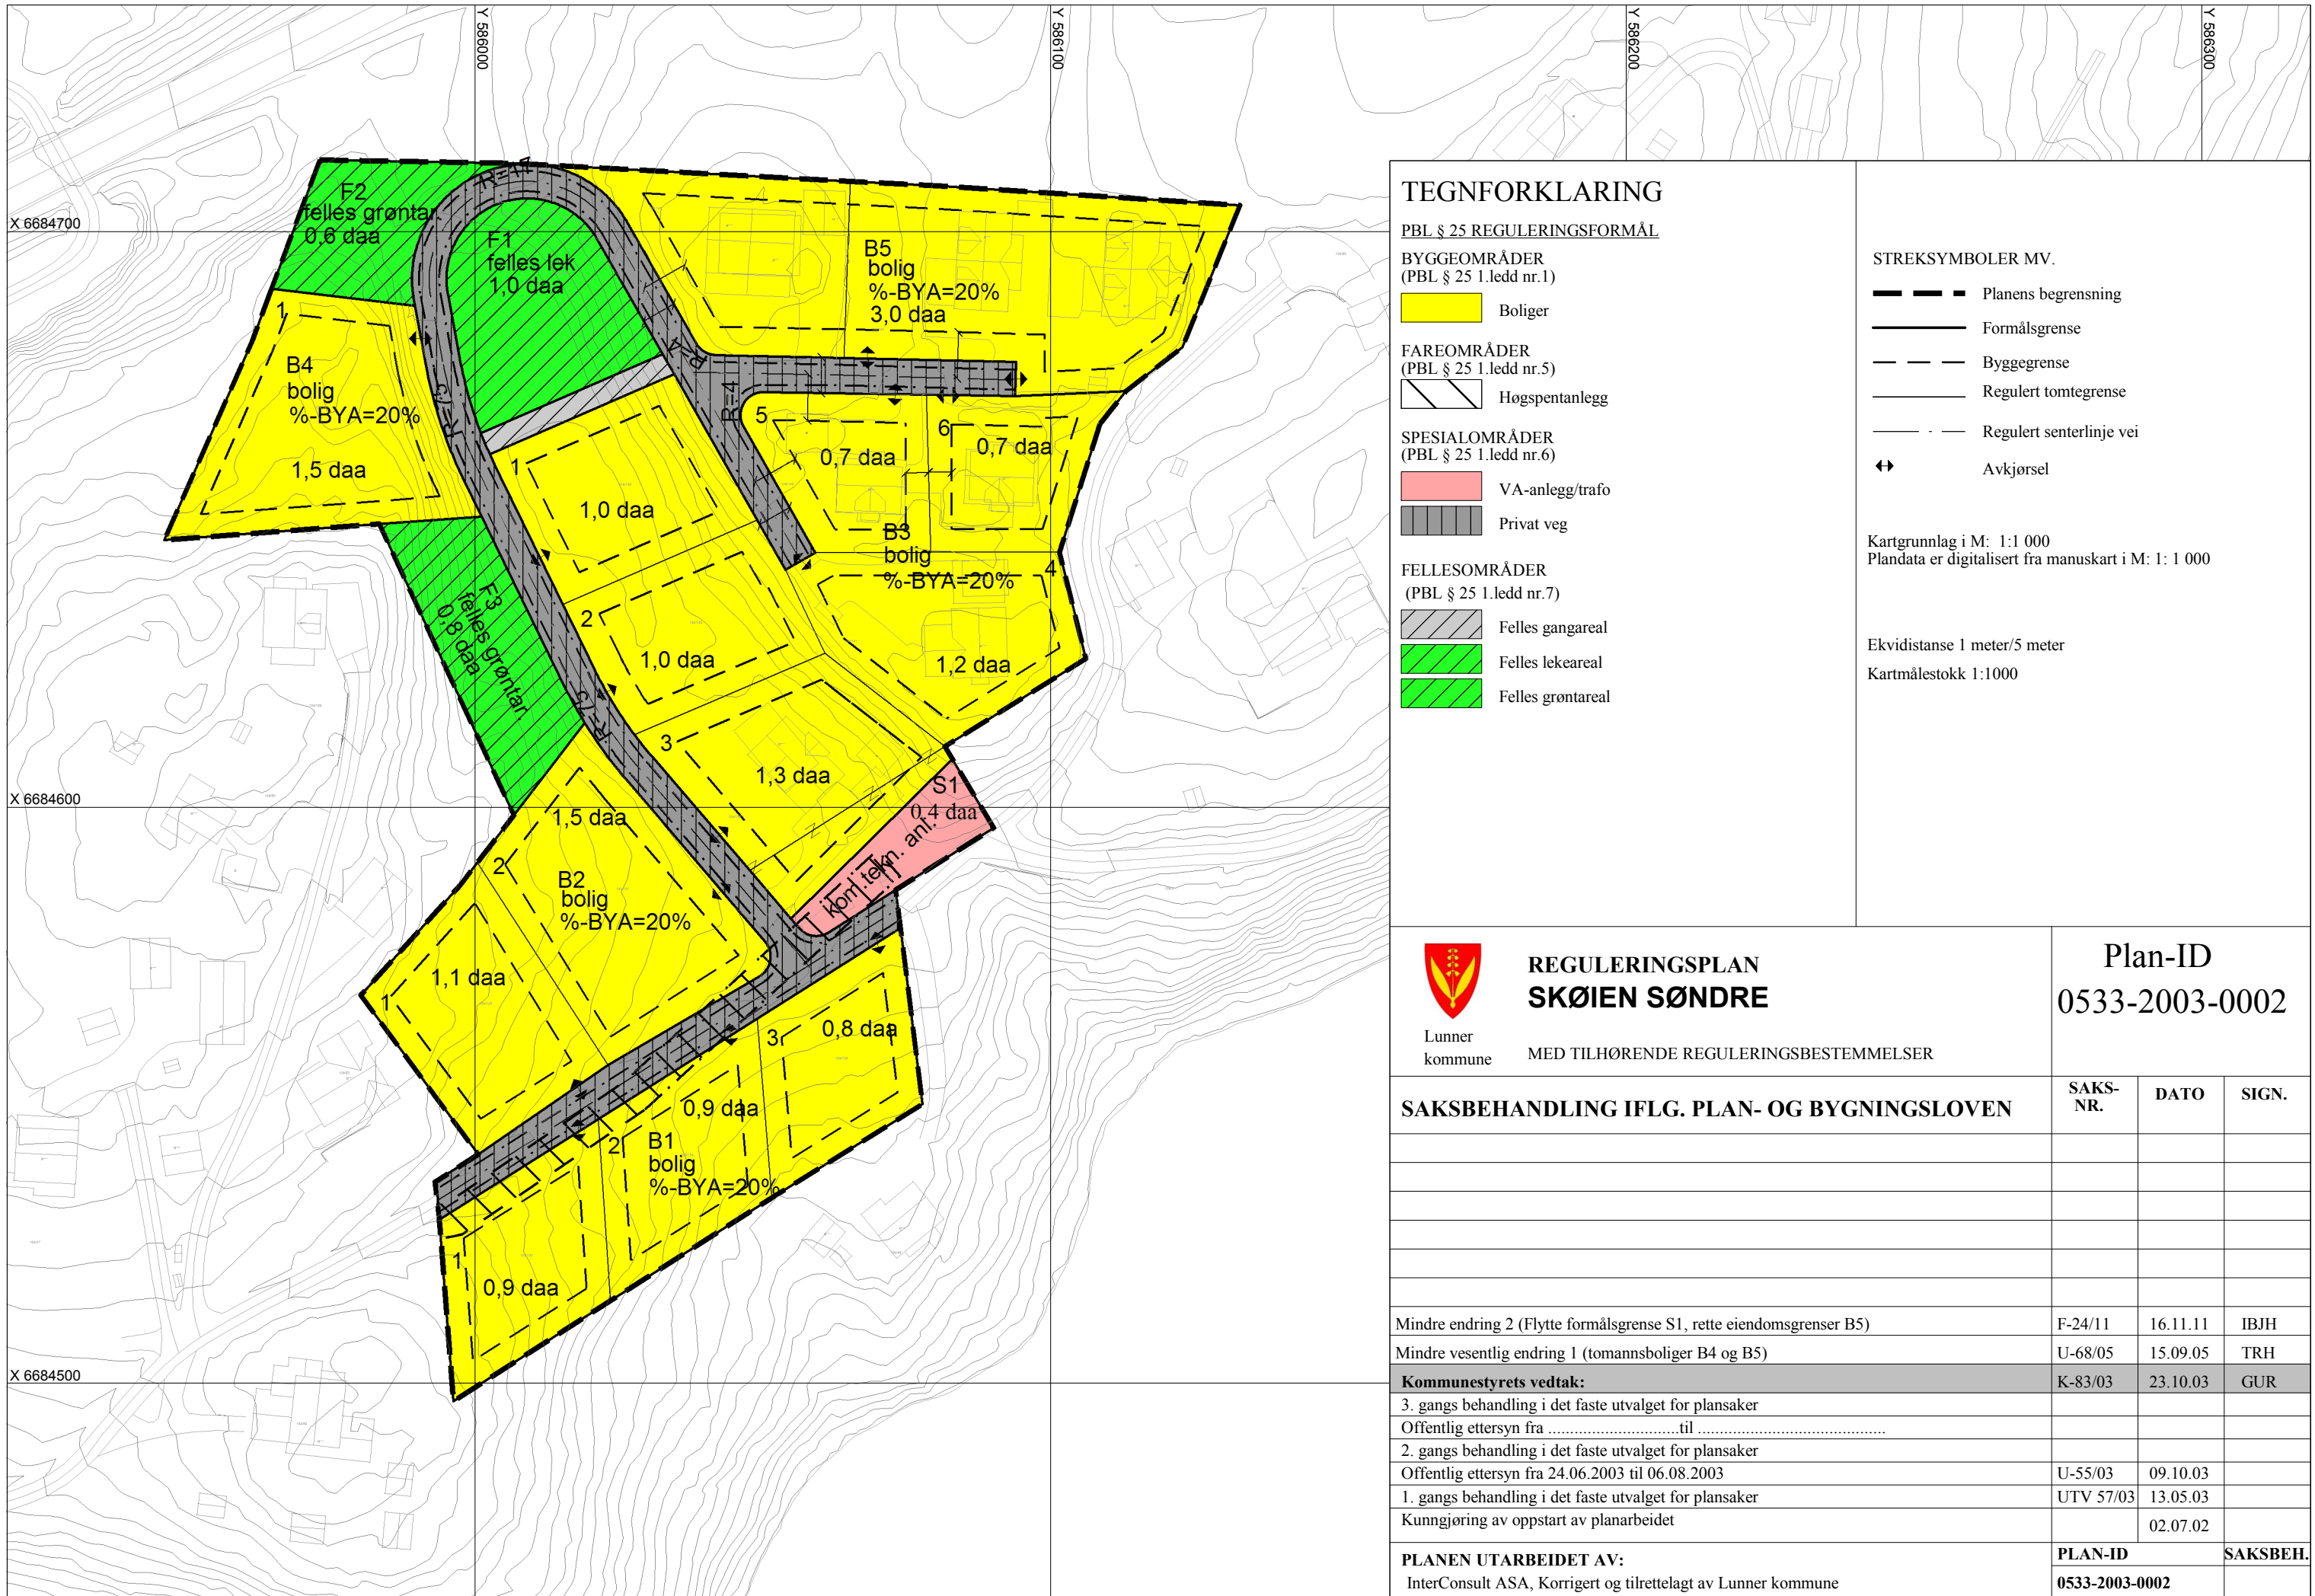 Y 586000
Y 586100
Y 586200
Y 586300
X 6684700
X 6684600
X 6684500
F2
felles grøntar.
0,6 daa
R=17
F1
felles lek
1,0 daa
B5
bolig
%-BYA=20%
3,0 daa
1
B4
bolig
%-BYA=20%
1,5 daa
R=75
R=4
R=4
5
0,7 daa
6
0,7 daa
1
1,0 daa
B3
bolig
%-BYA=20%
4
1,2 daa
2
1,0 daa
F3
felles grøntar.
0,8 daa
R=75
3
1,3 daa
S1
0,4 daa
kom. tekn. anl.
1,5 daa
2
B2
bolig
%-BYA=20%
1,1 daa
1
3
0,8 daa
0,9 daa
2
B1
bolig
%-BYA=20%
1
0,9 daa
TEGNFORKLARING
PBL § 25 REGULERINGSFORMÅL
BYGGEOMRÅDER
(PBL § 25 1.ledd nr.1)
Boliger
FAREOMRÅDER
(PBL § 25 1.ledd nr.5)
Høgspentanlegg
SPESIALOMRÅDER
(PBL § 25 1.ledd nr.6)
VA-anlegg/trafo
Privat veg
FELLESOMRÅDER
(PBL § 25 1.ledd nr.7)
Felles gangareal
Felles lekeareal
Felles grøntareal
STREKSYMBOLER MV.
Planens begrensning
Formålsgrense
Byggegrense
Regulert tomtegrense
Regulert senterlinje vei
Avkjørsel
Kartgrunnlag i M: 1:1 000
Plandata er digitalisert fra manuskart i M: 1: 1 000
Ekvidistanse 1 meter/5 meter
Kartmålestokk 1:1000
Lunner
kommune
REGULERINGSPLAN
SKØIEN SØNDRE
MED TILHØRENDE REGULERINGSBESTEMMELSER
Plan-ID
0533-2003-0002
SAKSBEHANDLING IFLG. PLAN- OG BYGNINGSLOVEN
SAKS-
NR.
DATO
SIGN.
Mindre endring 2 (Flytte formålsgrense S1, rette eiendomsgrenser B5) F-24/11 16.11.11 IBJH
Mindre vesentlig endring 1 (tomannsboliger B4 og B5) U-68/05 15.09.05 TRH
Kommunestyrets vedtak: K-83/03 23.10.03 GUR
3. gangs behandling i det faste utvalget for plansaker
Offentlig ettersyn fra ...............................til ............................................
2. gangs behandling i det faste utvalget for plansaker
Offentlig ettersyn fra 24.06.2003 til 06.08.2003 U-55/03 09.10.03
1. gangs behandling i det faste utvalget for plansaker UTV 57/03 13.05.03
Kunngjøring av oppstart av planarbeidet 02.07.02
PLANEN UTARBEIDET AV:
InterConsult ASA, Korrigert og tilrettelagt av Lunner kommune
PLAN-ID
0533-2003-0002
SAKSBEH.